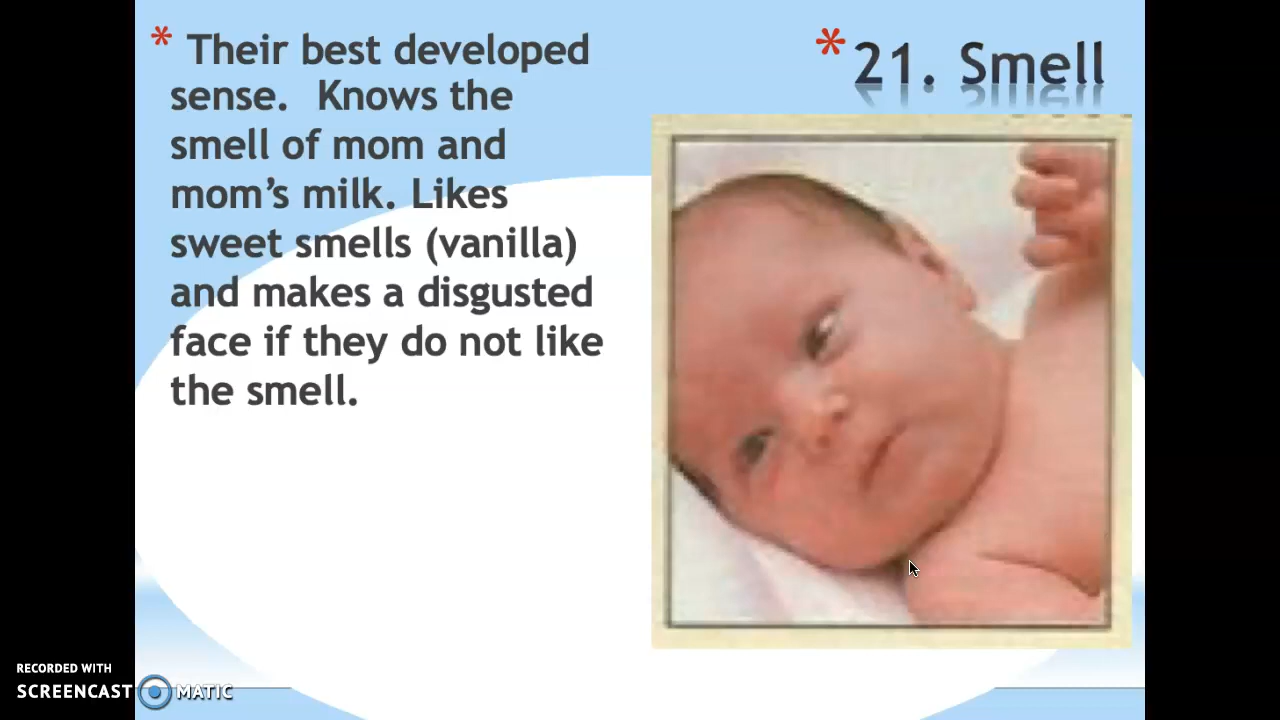 * Their best developed
sense.  Knows the
smell of mom and
mom’s milk. Likes
sweet smells (vanilla)
and makes a disgusted
face if they do not like
the smell.
* 21. Smell
RECORDED WITH
SCREENCAST MATIC